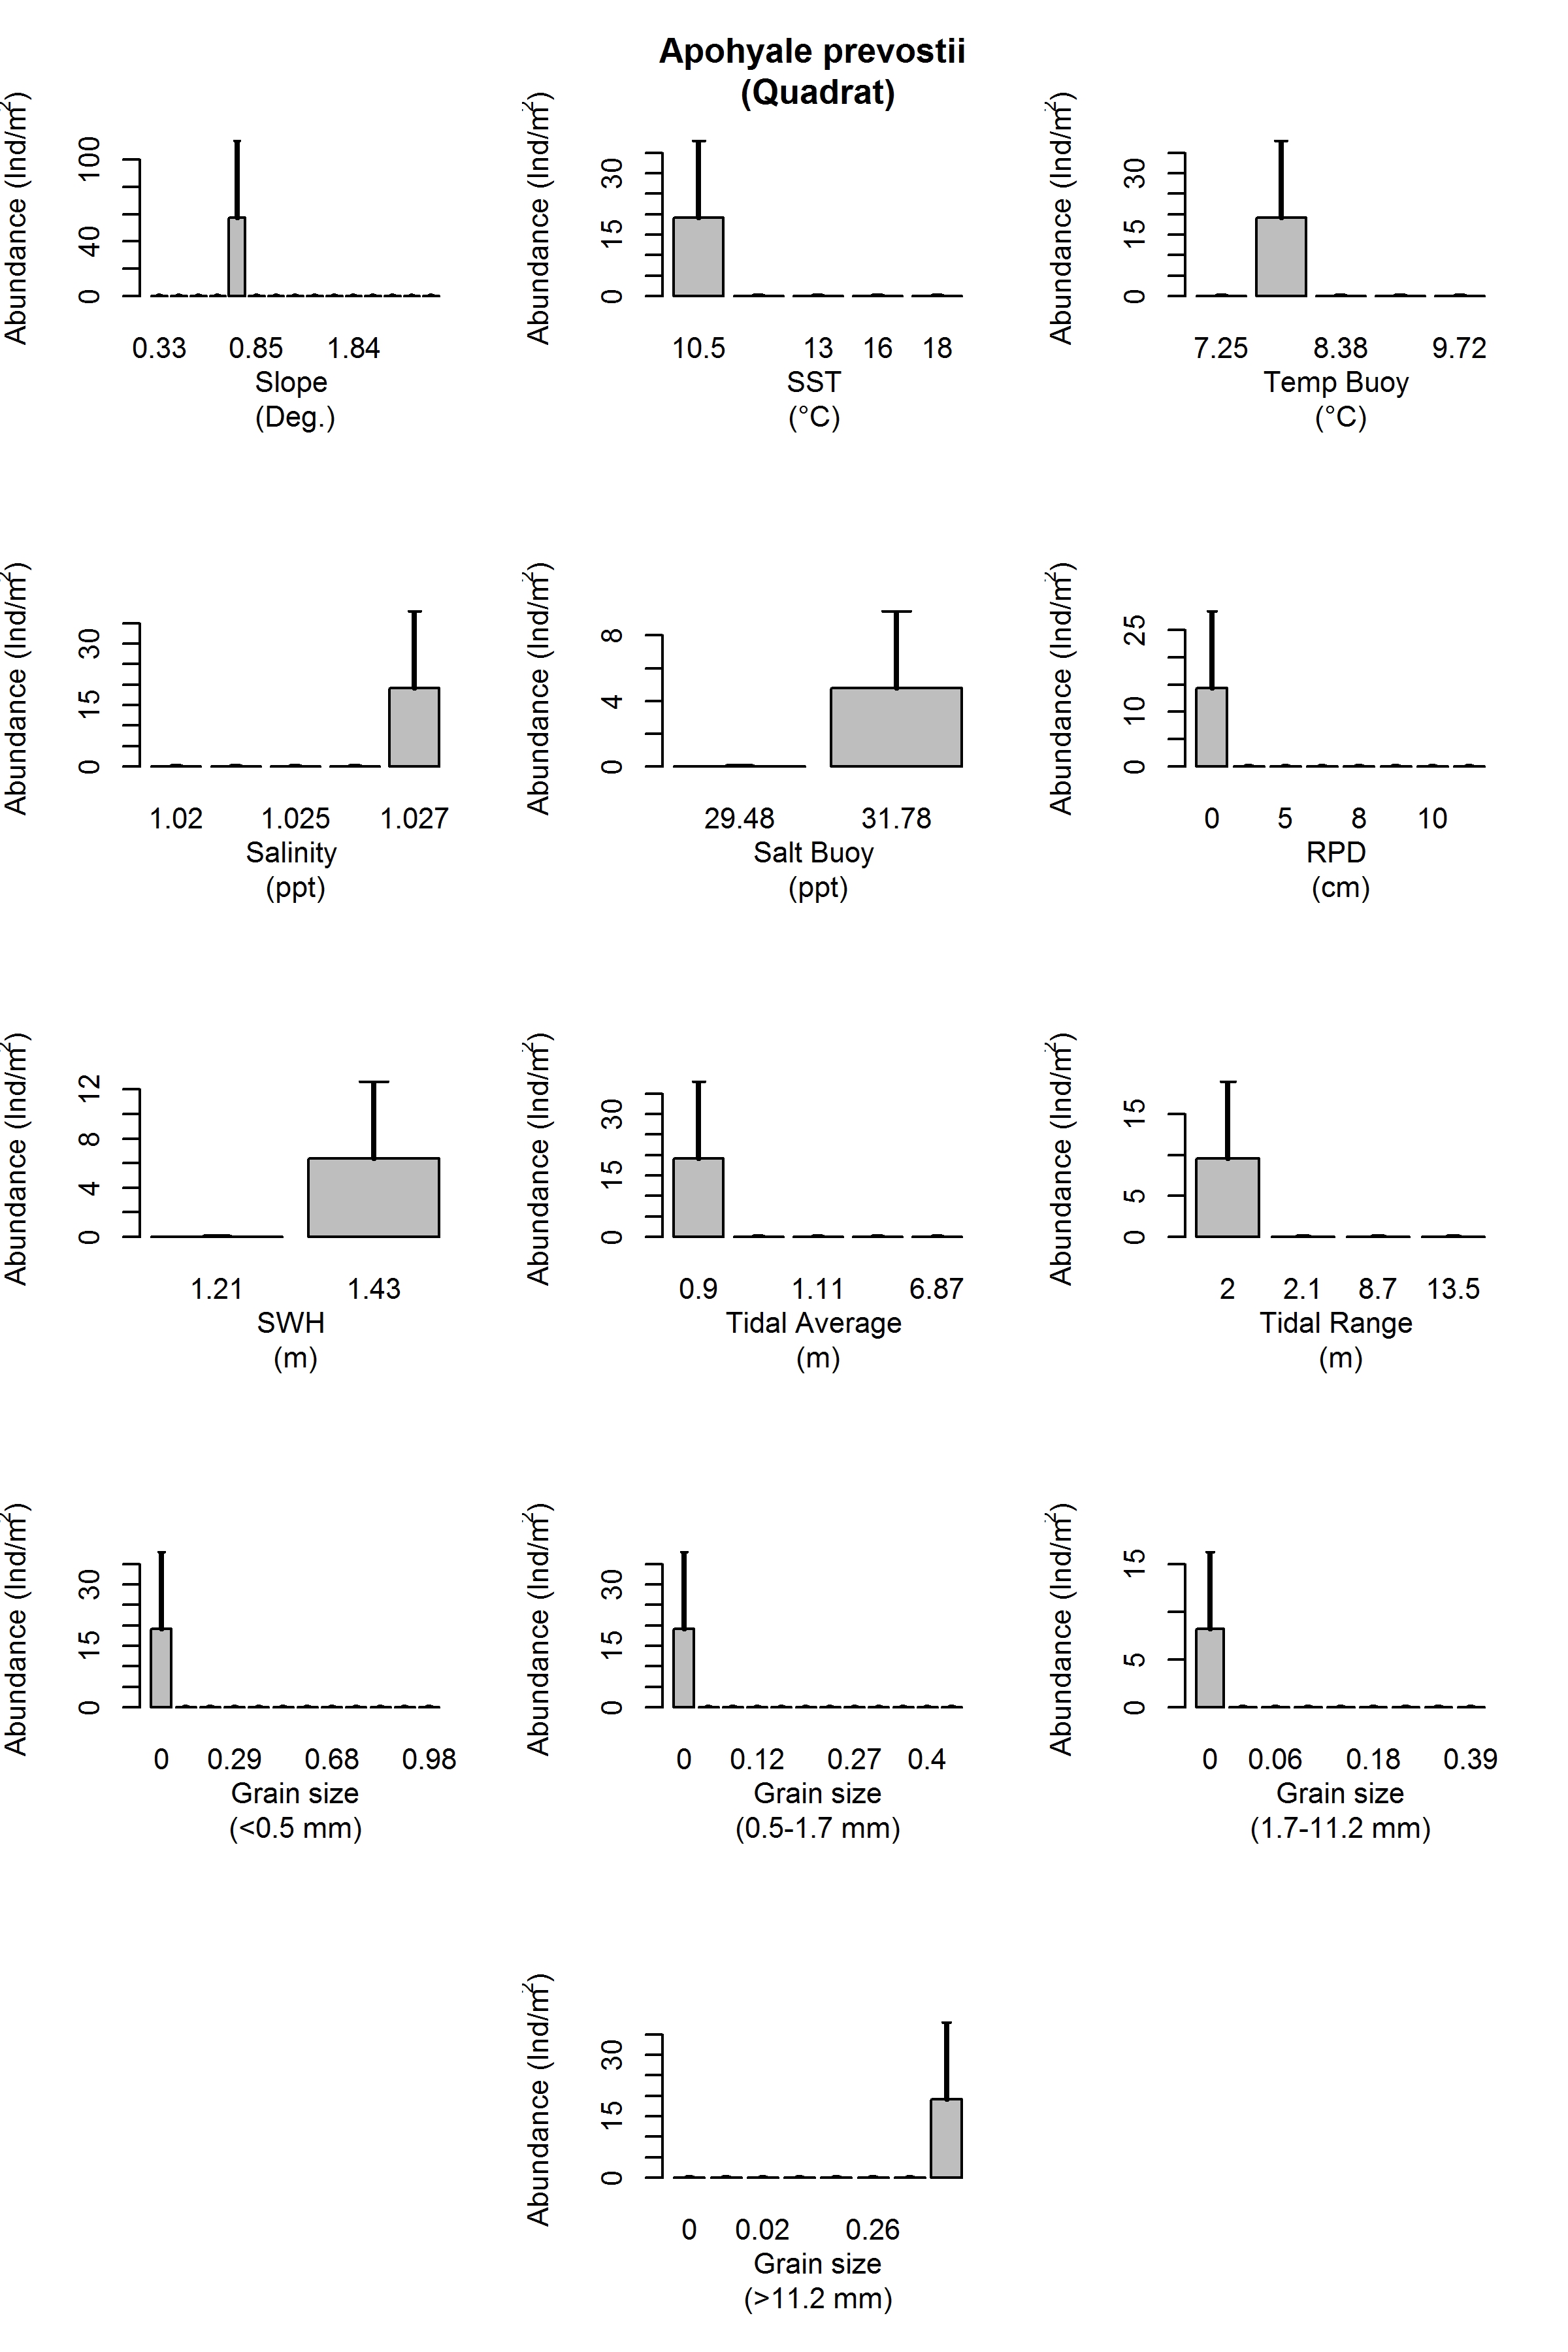 Apohyale prevostii
(Quadrat)
Abundance (Ind/m²)
0 40 100
0.33 0.85 1.84
Slope
(Deg.)
Abundance (Ind/m²)
0 15 30
10.5 13 16 18
SST
(°C)
Abundance (Ind/m²)
0 15 30
7.25 8.38 9.72
Temp Buoy
(°C)
Abundance (Ind/m²)
0 15 30
1.02 1.025 1.027
Salinity
(ppt)
Abundance (Ind/m²)
0 4 8
29.48 31.78
Salt Buoy
(ppt)
Abundance (Ind/m²)
0 10 25
0 5 8 10
RPD
(cm)
Abundance (Ind/m²)
0 4 8 12
1.21 1.43
SWH
(m)
Abundance (Ind/m²)
0 15 30
0.9 1.11 6.87
Tidal Average
(m)
Abundance (Ind/m²)
0 5 15
2 2.1 8.7 13.5
Tidal Range
(m)
Abundance (Ind/m²)
0 15 30
0 0.29 0.68 0.98
Grain size
(<0.5 mm)
Abundance (Ind/m²)
0 15 30
0 0.12 0.27 0.4
Grain size
(0.5-1.7 mm)
Abundance (Ind/m²)
0 5 15
0 0.06 0.18 0.39
Grain size
(1.7-11.2 mm)
Abundance (Ind/m²)
0 15 30
0 0.02 0.26
Grain size
(>11.2 mm)